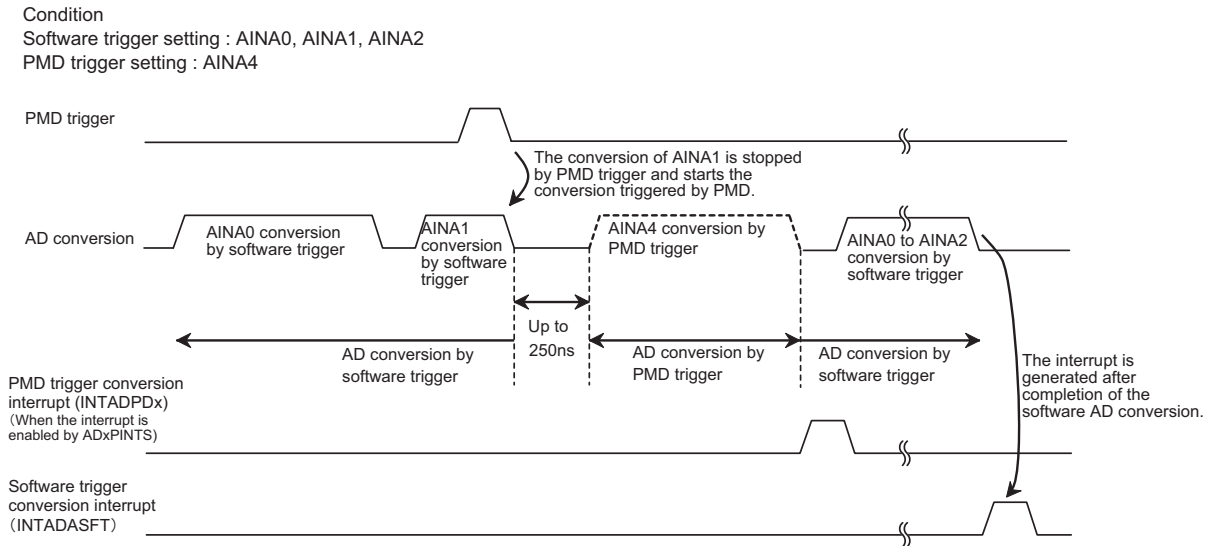 Condition
Software trigger setting : AINA0, AINA1, AINA2
PMD trigger setting : AINA4
PMD trigger
The conversion of AINA1 is stopped
by PMD trigger and starts the
conversion triggered by PMD.
AD conversion
AINA0 conversion
by software trigger
AINA1
conversion
by software
trigger
AINA4 conversion by
PMD trigger
AINA0 to AINA2
conversion by
software trigger
Up to
250ns
AD conversion by
software trigger
AD conversion by
PMD trigger
AD conversion by
software trigger
The interrupt is
generated after
completion of the
software AD conversion.
PMD trigger conversion
interrupt (INTADPDx)
(When the interrupt is
enabled by ADxPINTS)
Software trigger
conversion interrupt
(INTADASFT)